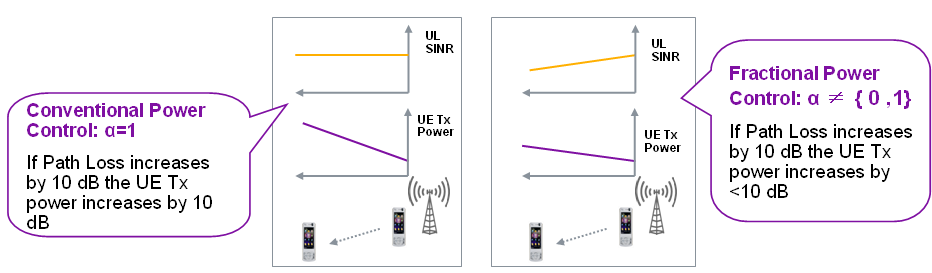 Conventional Power
Control: α=1
If Path Loss increases
by 10 dB the UE Tx
power increases by 10
dB
UL
SINR
UE Tx
Power
UL
SINR
UE Tx
Power
Fractional Power
Control: α ≠ { 0 ,1}
If Path Loss increases
by 10 dB the UE Tx
power increases by
<10 dB